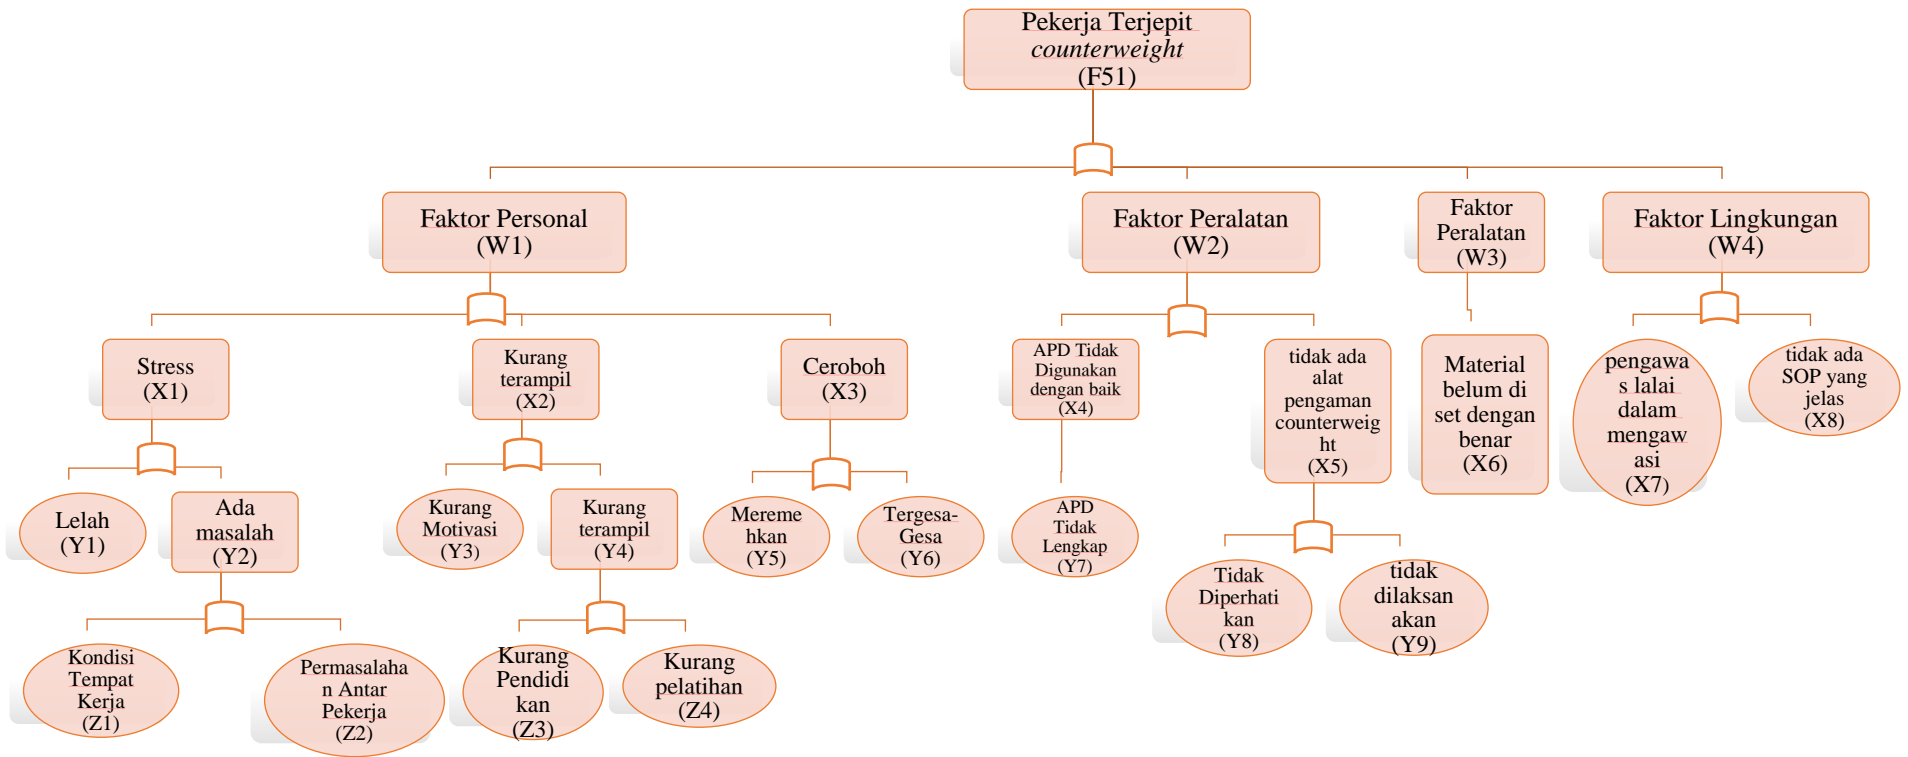 Pekerja Terjepit
counterweight
(F51)
Faktor Personal
(W1)
Faktor Peralatan
(W2)
Faktor
Peralatan
(W3)
Faktor Lingkungan
(W4)
Stress
(X1)
Kurang
terampil
(X2)
Ceroboh
(X3)
APD Tidak
Digunakan
dengan baik
(X4)
tidak ada
alat
pengaman
counterweig
ht
(X5)
Material
belum di
set dengan
benar
(X6)
pengawa
s lalai
dalam
mengaw
asi
(X7)
tidak ada
SOP yang
jelas
(X8)
Lelah
(Y1)
Ada
masalah
(Y2)
Kurang
Motivasi
(Y3)
Kurang
terampil
(Y4)
Mereme
hkan
(Y5)
Tergesa-
Gesa
(Y6)
APD
Tidak
Lengkap
(Y7)
Tidak
Diperhati
kan
(Y8)
tidak
dilaksan
akan
(Y9)
Kondisi
Tempat
Kerja
(Z1)
Permasalaha
n Antar
Pekerja
(Z2)
Kurang
Pendidi
kan
(Z3)
Kurang
pelatihan
(Z4)